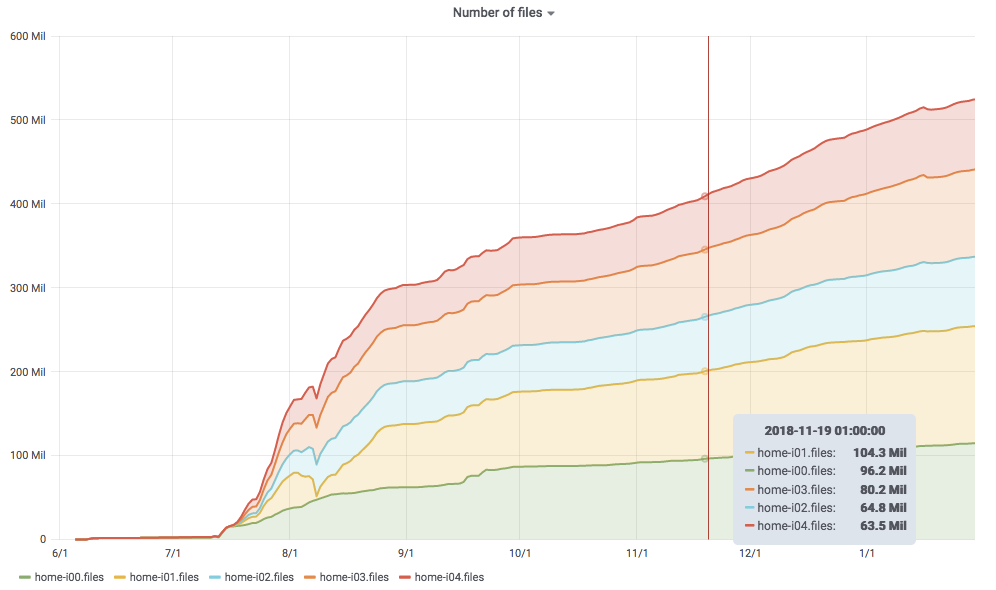 Number of files
600 Mil
500 Mil
400 Mil
300 Mil
200 Mil
100 Mil
0
6/1 7/1 8/1 9/1 10/1 11/1 12/1 1/1
2018-11-19 01:00:00
home-i01.files: 104.3 Mil
home-i00.files: 96.2 Mil
home-i03.files: 80.2 Mil
home-i02.files: 64.8 Mil
home-i04.files: 63.5 Mil
home-i00.files home-i01.files home-i02.files home-i03.files home-i04.files